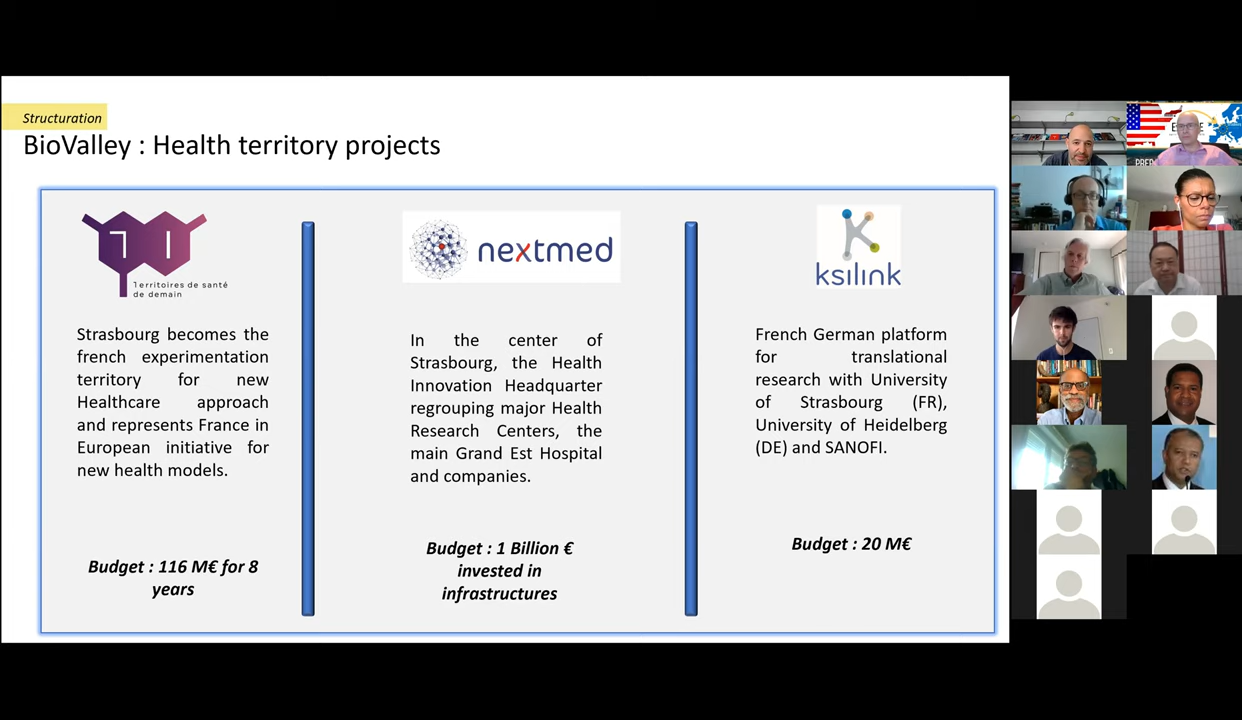 Structuration
BioValley : Health territory projects
Territoires de santé
de demain
Strasbourg becomes the
french experimentation
territory for new
Healthcare approach
and represents France in
European initiative for
new health models.
Budget : 116 M€ for 8
years
nextmed
In the center of
Strasbourg, the Health
Innovation Headquarter
regrouping major Health
Research Centers, the
main Grand Est Hospital
and companies.
Budget : 1 Billion €
invested in
infrastructures
ksilink
French German platform
for translational
research with University
of Strasbourg (FR),
University of Heidelberg
(DE) and SANOFI.
Budget : 20 M€